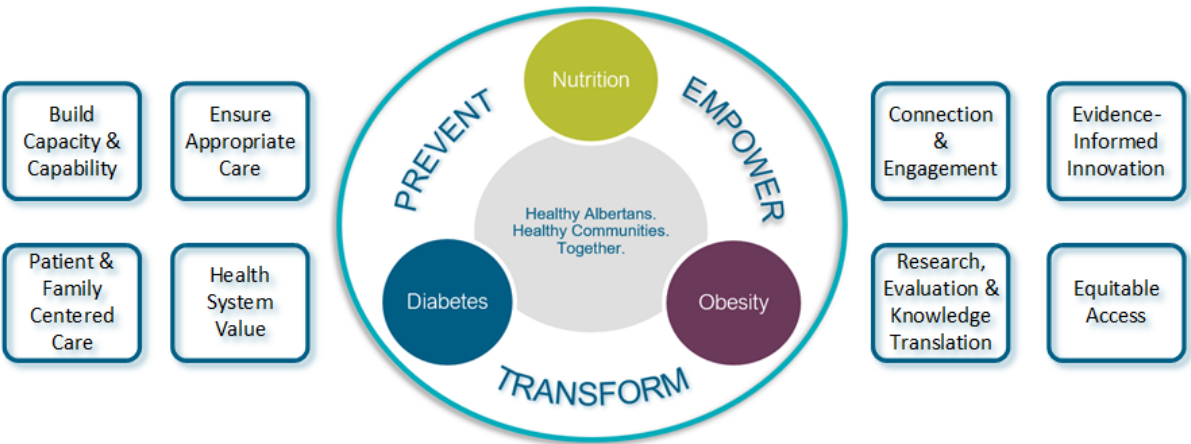 Build
Capacity &
Capability
Ensure
Appropriate
Care
Patient &
Family
Centered
Care
Health
System
Value
PREVENT
EMPOWER
TRANSFORM
Nutrition
Healthy Albertans.
Healthy Communities.
Together.
Diabetes
Obesity
Connection
&
Engagement
Evidence-
Informed
Innovation
Research,
Evaluation &
Knowledge
Translation
Equitable
Access